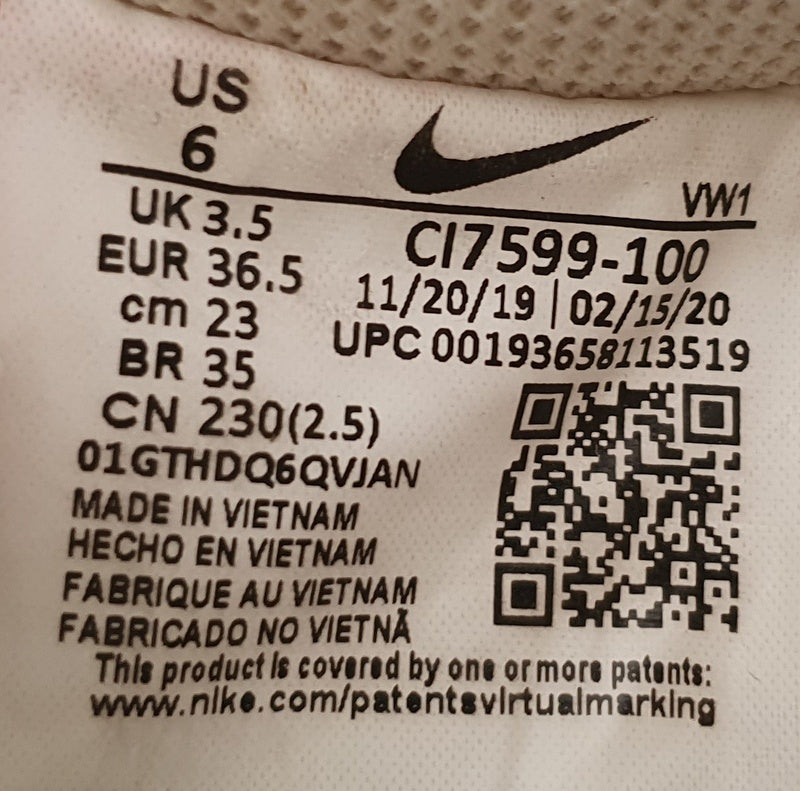 US
6
VW1
UK 3.5
EUR 36.5
cm 23
BR 35
CN 230(2.5)
CI7599-100
11/20/19 | 02/15/20
UPC 00193658113519
01GTHDQ6QVJAN
MADE IN VIETNAM
HECHO EN VIETNAM
FABRIQUE AU VIETNAM
FABRICADO NO VIETNÃ
This product is covered by one or more patents:
www.nike.com/patentsvirtualmarking